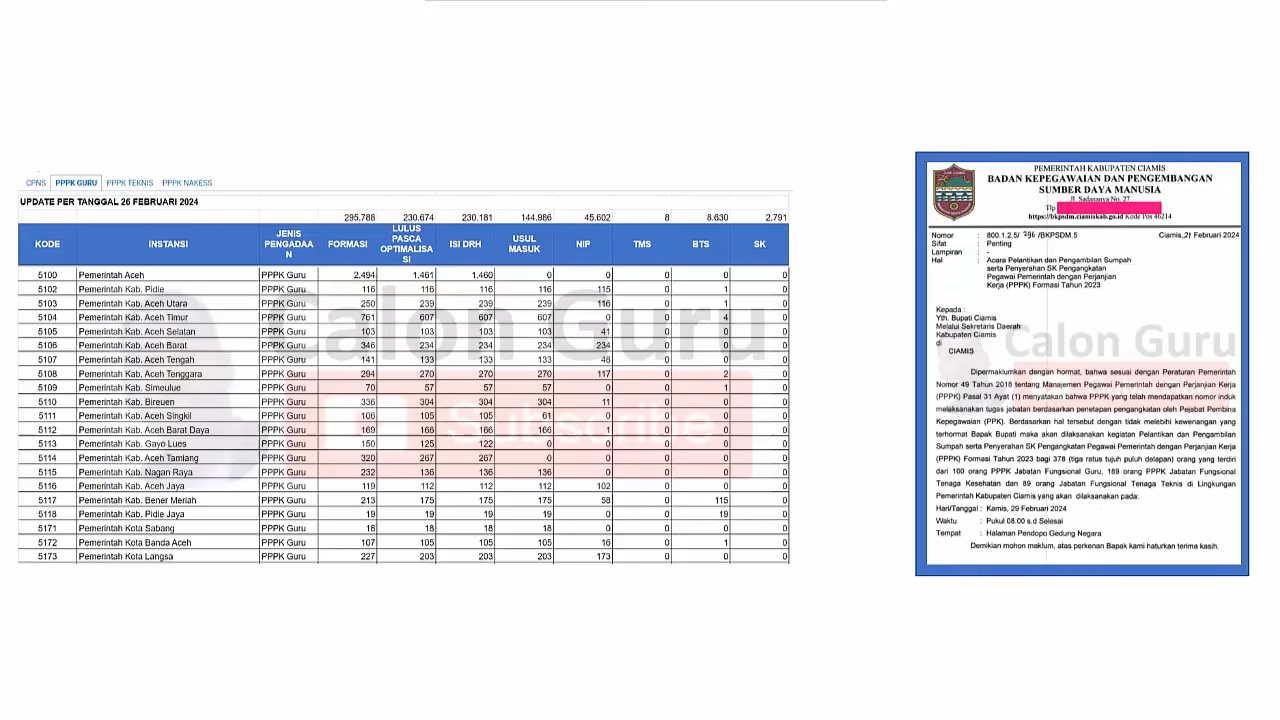 CPNS PPPK GURU PPPK TEKNIS PPPK NAKESS
UPDATE PER TANGGAL 26 FEBRUARI 2024
295.788 230.674 230.181 144.986 45.602 8 8.630 2.791
KODE INSTANSI JENIS PENGADAAN FORMASI LULUS PASCA OPTIMALISASI ISI DRH USUL MASUK NIP TMS BTS SK
5100 Pemerintah Aceh PPPK Guru 2.494 1.461 1.460 0 0 0 0 0
5102 Pemerintah Kab. Pidie PPPK Guru 116 116 116 116 115 0 1 0
5103 Pemerintah Kab. Aceh Utara PPPK Guru 250 239 239 239 116 0 1 0
5104 Pemerintah Kab. Aceh Timur PPPK Guru 761 607 607 607 0 0 4 0
5105 Pemerintah Kab. Aceh Selatan PPPK Guru 103 103 103 103 41 0 0 0
5106 Pemerintah Kab. Aceh Barat PPPK Guru 346 234 234 234 234 0 0 0
5107 Pemerintah Kab. Aceh Tengah PPPK Guru 141 133 133 133 48 0 0 0
5108 Pemerintah Kab. Aceh Tenggara PPPK Guru 294 270 270 270 117 0 2 0
5109 Pemerintah Kab. Simeulue PPPK Guru 70 57 57 57 0 0 1 0
5110 Pemerintah Kab. Bireuen PPPK Guru 336 304 304 304 11 0 0 0
5111 Pemerintah Kab. Aceh Singkil PPPK Guru 106 105 105 61 0 0 0 0
5112 Pemerintah Kab. Aceh Barat Daya PPPK Guru 169 166 166 166 1 0 0 0
5113 Pemerintah Kab. Gayo Lues PPPK Guru 150 125 122 0 0 0 0 0
5114 Pemerintah Kab. Aceh Tamiang PPPK Guru 320 267 267 0 0 0 0 0
5115 Pemerintah Kab. Nagan Raya PPPK Guru 232 136 136 136 0 0 0 0
5116 Pemerintah Kab. Aceh Jaya PPPK Guru 119 112 112 112 102 0 0 0
5117 Pemerintah Kab. Bener Meriah PPPK Guru 213 175 175 175 58 0 115 0
5118 Pemerintah Kab. Pidie Jaya PPPK Guru 19 19 19 19 0 0 19 0
5171 Pemerintah Kota Sabang PPPK Guru 18 18 18 18 0 0 0 0
5172 Pemerintah Kota Banda Aceh PPPK Guru 107 105 105 105 16 0 1 0
5173 Pemerintah Kota Langsa PPPK Guru 227 203 203 203 173 0 0 0
Calon Guru
Subscribe
PEMERINTAH KABUPATEN CIAMIS
BADAN KEPEGAWAIAN DAN PENGEMBANGAN
SUMBER DAYA MANUSIA
Jl. Sadananya No. 27
Tlp
https://bkpsdm.ciamiskab.go.id Kode Pos 46214
Nomor : 800.1.2.5/ 296 /BKPSDM.5 Ciamis, 21 Februari 2024
Sifat : Penting
Lampiran : -
Hal : Acara Pelantikan dan Pengambilan Sumpah
serta Penyerahan SK Pengangkatan
Pegawai Pemerintah dengan Perjanjian
Kerja (PPPK) Formasi Tahun 2023
Kepada :
Yth. Bupati Ciamis
Melalui Sekretaris Daerah
Kabupaten Ciamis
di
CIAMIS
Calon Guru
Dipermaklumkan dengan hormat, bahwa sesuai dengan Peraturan Pemerintah
Nomor 49 Tahun 2018 tentang Manajemen Pegawai Pemerintah dengan Perjanjian Kerja
(PPPK) Pasal 31 Ayat (1) menyatakan bahwa PPPK yang telah mendapatkan nomor induk
melaksanakan tugas jabatan berdasarkan penetapan pengangkatan oleh Pejabat Pembina
Kepegawaian (PPK). Berdasarkan hal tersebut dengan tidak melebihi kewenangan yang
terhormat Bapak Bupati maka akan dilaksanakan kegiatan Pelantikan dan Pengambilan
Sumpah serta Penyerahan SK Pengangkatan Pegawai Pemerintah dengan Perjanjian Kerja
(PPPK) Formasi Tahun 2023 bagi 378 (tiga ratus tujuh puluh delapan) orang yang terdiri
dari 100 orang PPPK Jabatan Fungsional Guru, 189 orang PPPK Jabatan Fungsional
Tenaga Kesehatan dan 89 orang Jabatan Fungsional Tenaga Teknis di Lingkungan
Pemerintah Kabupaten Ciamis yang akan dilaksanakan pada:
Hari/Tanggal : Kamis, 29 Februari 2024
Waktu : Pukul 08.00 s.d Selesai
Tempat : Halaman Pendopo Gedung Negara
Demikian mohon maklum, atas perkenan Bapak kami haturkan terima kasih.